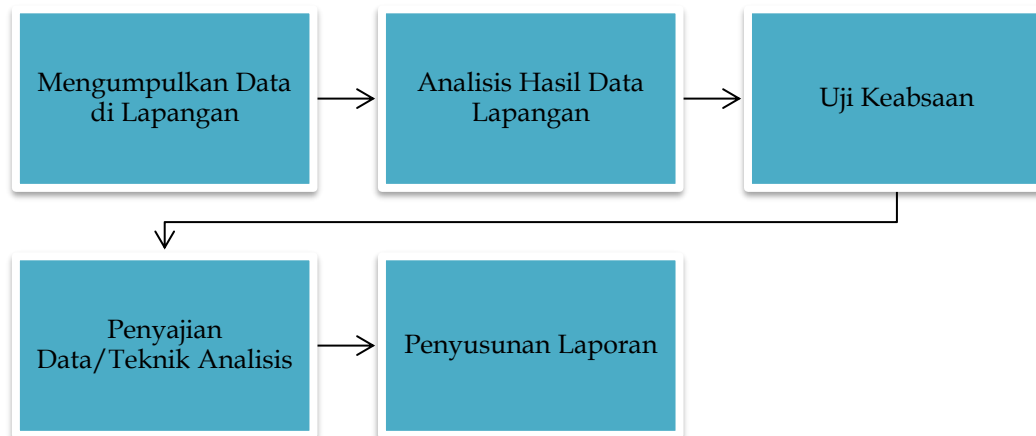 Mengumpulkan Data
di Lapangan
Analisis Hasil Data
Lapangan
Uji Keabsaan
Penyajian
Data/Teknik Analisis
Penyusunan Laporan